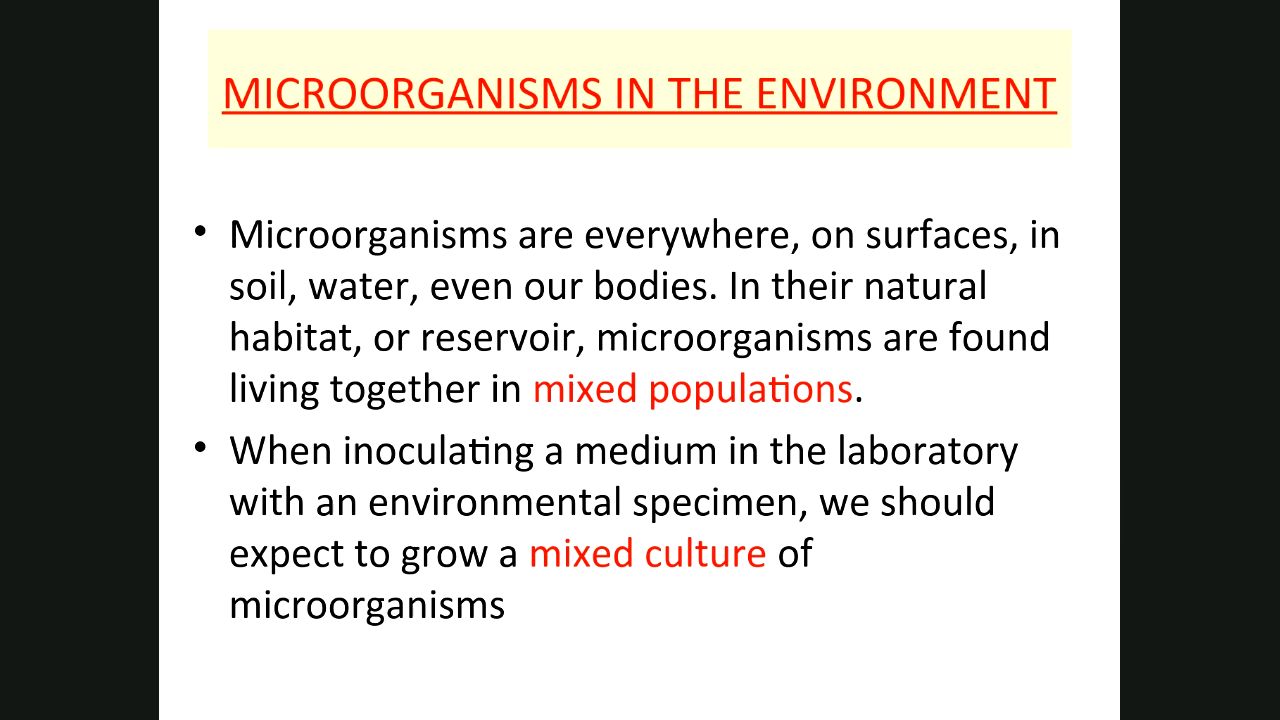 MICROORGANISMS IN THE ENVIRONMENT
• Microorganisms are everywhere, on surfaces, in
soil, water, even our bodies. In their natural
habitat, or reservoir, microorganisms are found
living together in mixed populations.
• When inoculating a medium in the laboratory
with an environmental specimen, we should
expect to grow a mixed culture of
microorganisms